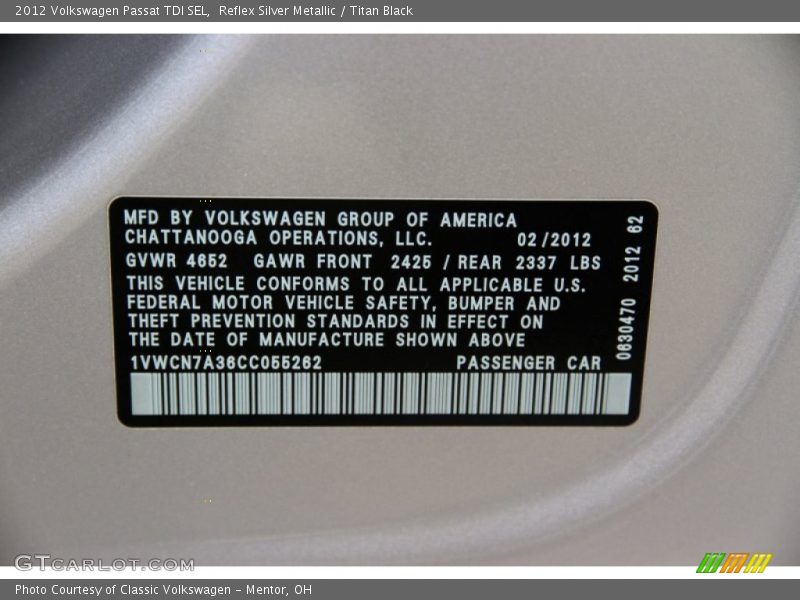 2012 Volkswagen Passat TDI SEL,  Reflex Silver Metallic / Titan Black
MFD BY VOLKSWAGEN GROUP OF AMERICA
CHATTANOOGA OPERATIONS, LLC. 02/2012
GVWR 4652 GAWR FRONT 2425 / REAR 2337 LBS
THIS VEHICLE CONFORMS TO ALL APPLICABLE U.S.
FEDERAL MOTOR VEHICLE SAFETY, BUMPER AND
THEFT PREVENTION STANDARDS IN EFFECT ON
THE DATE OF MANUFACTURE SHOWN ABOVE
1VWCN7A36CC055262 PASSENGER CAR
0630470 2012 62
GTcarlot.com
Photo Courtesy of Classic Volkswagen - Mentor, OH